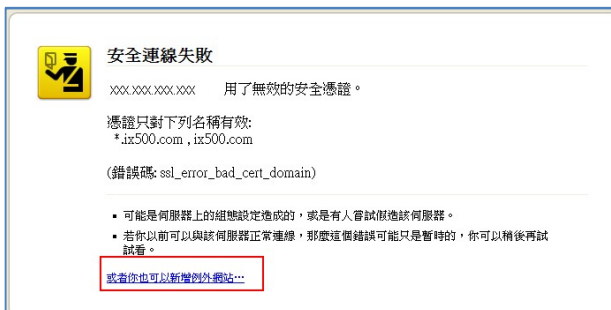 安全連線失敗
xxx.xxx.xxx.xxx 用了無效的安全憑證。
憑證只對下列名稱有效:
*.ix500.com , ix500.com
(錯誤碼: ssl_error_bad_cert_domain)
▪ 可能是伺服器上的組態設定造成的，或是有人嘗試假造該伺服器。
▪ 若你以前可以與該伺服器正常連線，那麼這個錯誤可能只是暫時的，你可以稍後再試
試看。
或者你也可以新增例外網站…